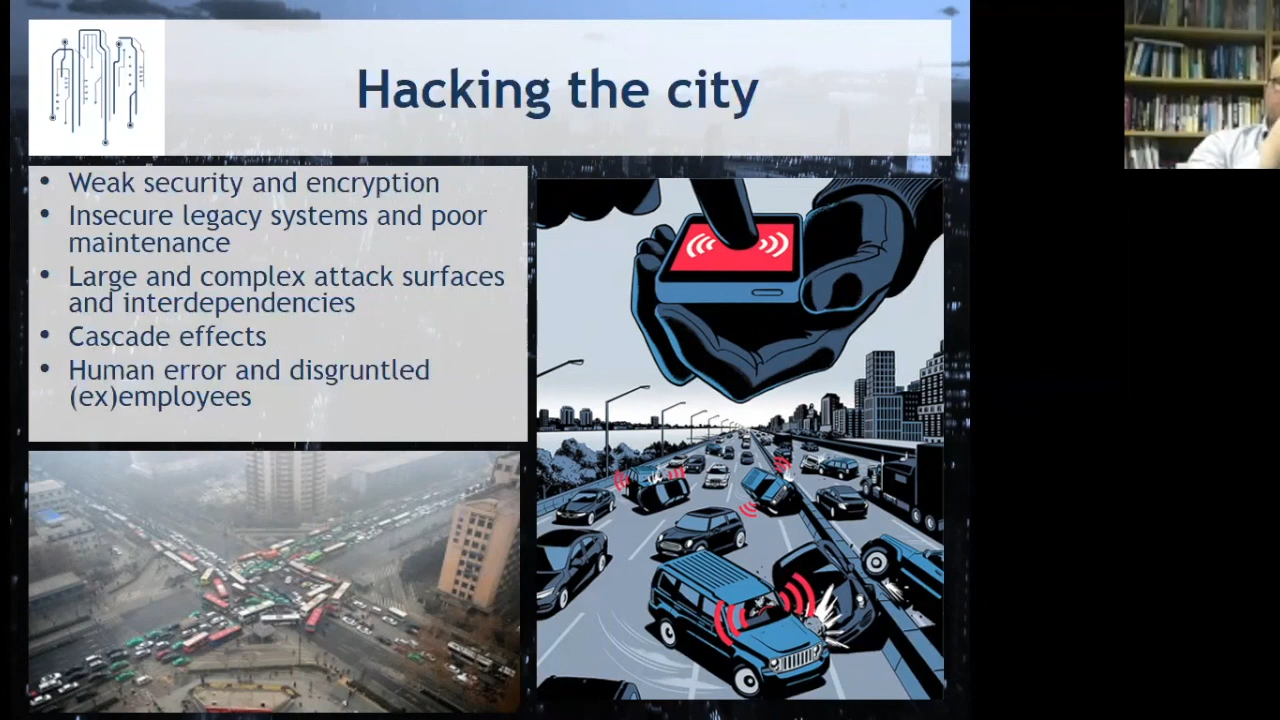 Hacking the city
• Weak security and encryption
• Insecure legacy systems and poor
maintenance
• Large and complex attack surfaces
and interdependencies
• Cascade effects
• Human error and disgruntled
(ex)employees